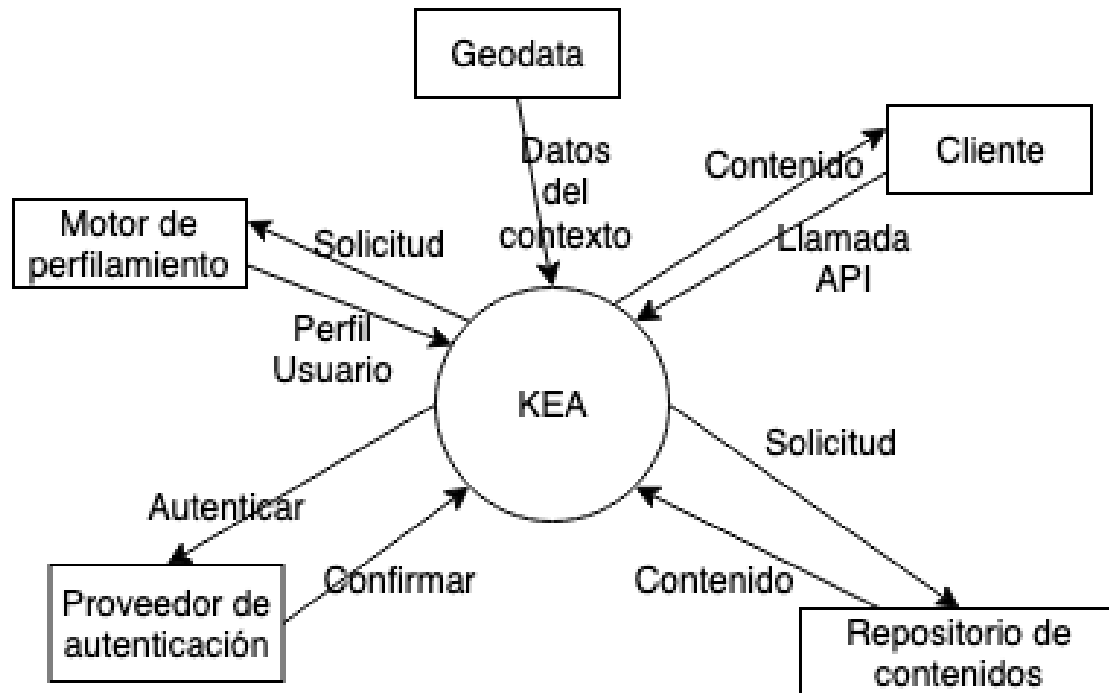 Geodata
Datos
del
contexto
Contenido
Cliente
Llamada
API
Motor de
perfilamiento
Solicitud
Perfil
Usuario
KEA
Solicitud
Autenticar
Confirmar
Contenido
Proveedor de
autenticación
Repositorio de
contenidos